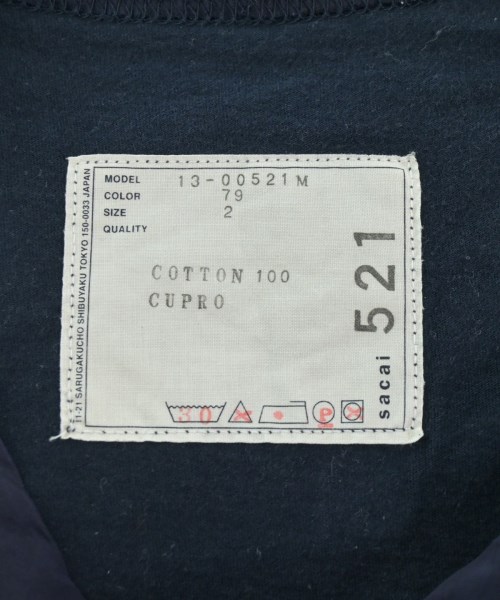 MODEL 13-00521M
COLOR 79
SIZE 2
QUALITY
COTTON 100
CUPRO
30 P
11-21 SARUGAKUCHO SHIBUYAKU TOKYO 150-0033 JAPAN
sacai 521